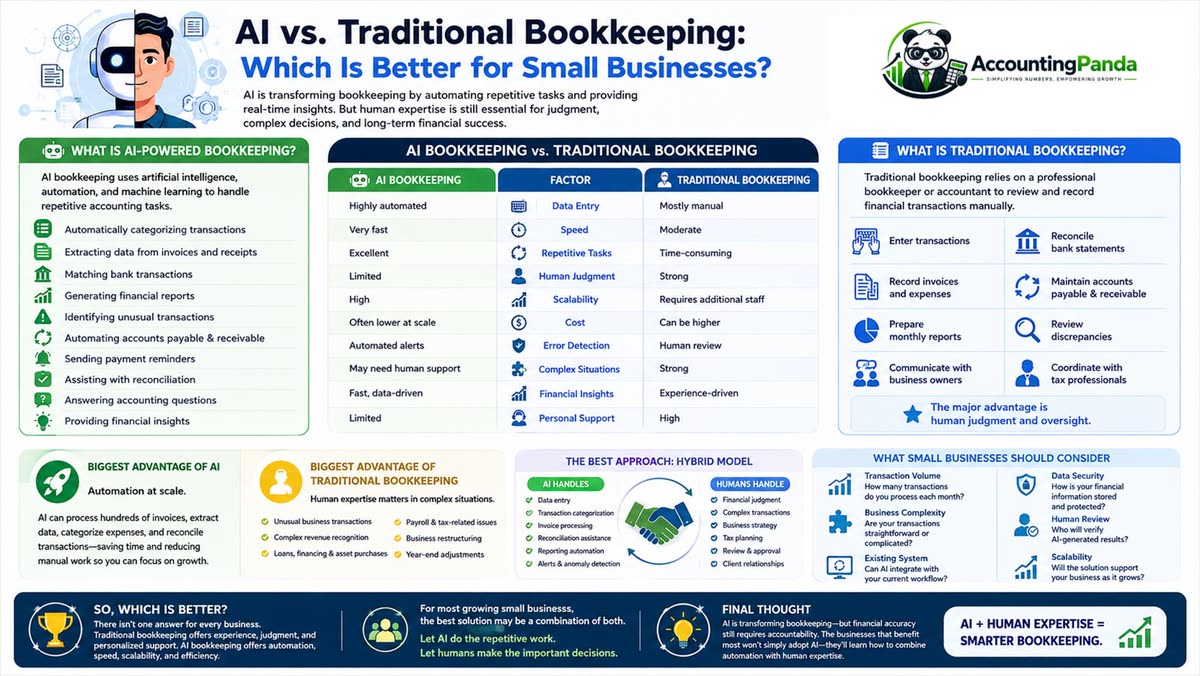 AI vs. Traditional Bookkeeping:
Which Is Better for Small Businesses?
AI is transforming bookkeeping by automating repetitive tasks and providing
real-time insights. But human expertise is still essential for judgment,
complex decisions, and long-term financial success.
AccountingPanda
SIMPLIFYING NUMBERS, EMPOWERING GROWTH
WHAT IS AI-POWERED BOOKKEEPING?
AI bookkeeping uses artificial intelligence,
automation, and machine learning to handle
repetitive accounting tasks.
Automatically categorizing transactions
Extracting data from invoices and receipts
Matching bank transactions
Generating financial reports
Identifying unusual transactions
Automating accounts payable & receivable
Sending payment reminders
Assisting with reconciliation
Answering accounting questions
Providing financial insights
AI BOOKKEEPING vs. TRADITIONAL BOOKKEEPING
AI BOOKKEEPING FACTOR TRADITIONAL BOOKKEEPING
Highly automated Data Entry Mostly manual
Very fast Speed Moderate
Excellent Repetitive Tasks Time-consuming
Limited Human Judgment Strong
High Scalability Requires additional staff
Often lower at scale Cost Can be higher
Automated alerts Error Detection Human review
May need human support Complex Situations Strong
Fast, data-driven Financial Insights Experience-driven
Limited Personal Support High
WHAT IS TRADITIONAL BOOKKEEPING?
Traditional bookkeeping relies on a professional
bookkeeper or accountant to review and record
financial transactions manually.
Enter transactions
Reconcile
bank statements
Record invoices
and expenses
Maintain accounts
payable & receivable
Prepare
monthly reports
Review
discrepancies
Communicate with
business owners
Coordinate with
tax professionals
The major advantage is
human judgment and oversight.
BIGGEST ADVANTAGE OF AI
Automation at scale.
AI can process hundreds of invoices, extract
data, categorize expenses, and reconcile
transactions—saving time and reducing
manual work so you can focus on growth.
BIGGEST ADVANTAGE OF
TRADITIONAL BOOKKEEPING
Human expertise matters in complex situations.
Unusual business transactions
Complex revenue recognition
Loans, financing & asset purchases
Payroll & tax-related issues
Business restructuring
Year-end adjustments
THE BEST APPROACH: HYBRID MODEL
AI HANDLES
Data entry
Transaction categorization
Invoice processing
Reconciliation assistance
Reporting automation
Alerts & anomaly detection
HUMANS HANDLE
Financial judgment
Complex transactions
Business strategy
Tax planning
Review & approval
Client relationships
WHAT SMALL BUSINESSES SHOULD CONSIDER
Transaction Volume
How many transactions
do you process each month?
Business Complexity
Are your transactions
straightforward or
complicated?
Existing System
Can AI integrate with
your current workflow?
Data Security
How is your financial
information stored
and protected?
Human Review
Who will verify
AI-generated results?
Scalability
Will the solution support
your business as it grows?
SO, WHICH IS BETTER?
There isn't one answer for every business.
Traditional bookkeeping offers experience, judgment, and
personalized support. AI bookkeeping offers automation,
speed, scalability, and efficiency.
For most growing small business,
the best solution may be a combination of both.
Let AI do the repetitive work.
Let humans make the important decisions.
FINAL THOUGHT
AI is transforming bookkeeping—but financial accuracy
still requires accountability. The businesses that benefit
most won't simply adopt AI—they'll learn how to combine
automation with human expertise.
AI + HUMAN EXPERTISE =
SMARTER BOOKKEEPING.